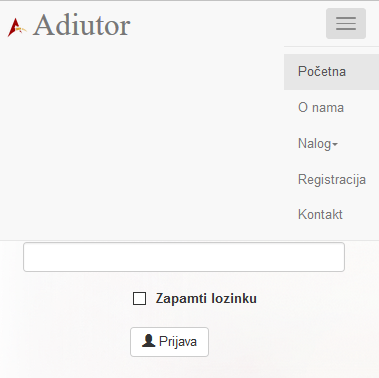 Adiutor
Početna
O nama
Nalog
Registracija
Kontakt
Zapamti lozinku
Prijava